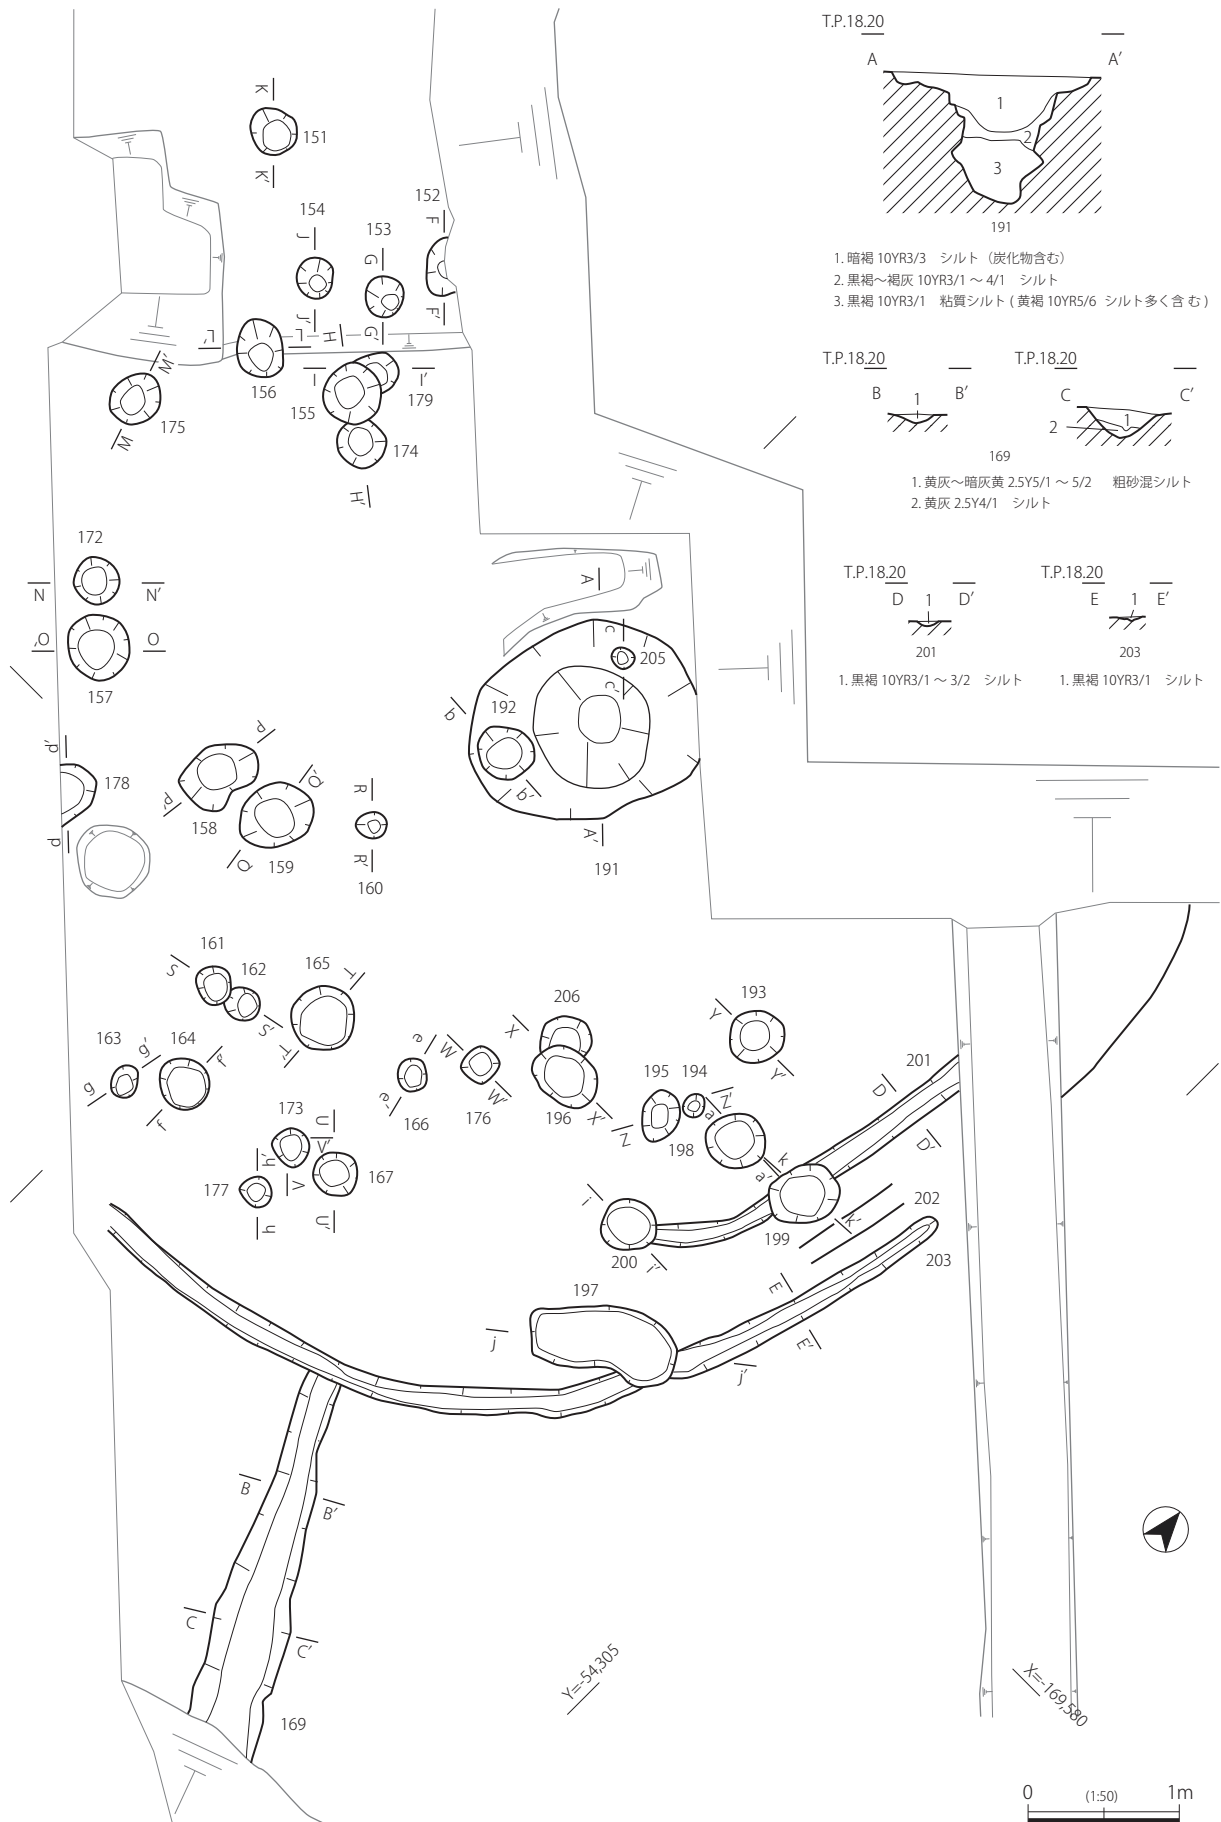 T.P.18.20
A A′
1
2
3
191
1. 暗褐 10YR3/3 シルト（炭化物含む）
2. 黒褐～褐灰 10YR3/1 ～ 4/1 シルト
3. 黒褐 10YR3/1 粘質シルト ( 黄褐 10YR5/6 シルト多く含 む )
T.P.18.20 T.P.18.20
B 1 B′ C C′
1
2
169
1. 黄灰～暗灰黄 2.5Y5/1 ～ 5/2 粗砂混シルト
2. 黄灰 2.5Y4/1 シルト
T.P.18.20 T.P.18.20
D 1 D′ E 1 E′
201 203
1. 黒褐 10YR3/1 ～ 3/2 シルト 1. 黒褐 10YR3/1 シルト
K
151
K′
152
154 F
J 153
G
J′ F′
L′ L H G′
M′ I I′
156 155 179
175
M 174
H′
172
N N′
A
O′ O
c
205
157
c′
192
b
p′ P
178 Q′
P′ R b′
158 A′
p Q 159 R′ 191
160
161
S 162 165 T
206 193
X Y
S′
163 164 g′ f′ T′ e W 201
195 194
g Y′ D
e′ W′ Z′
f 173 U 166 176 196 X′ a
Z 198 D′
V′ k
u′ a′
177 V 167 202
i
u U′ k′
199
200 i′ 203
197 E
j E′
j′
B
B′
C
C′
169
Y=-54,305
X=-169,580
0 (1:50) 1m